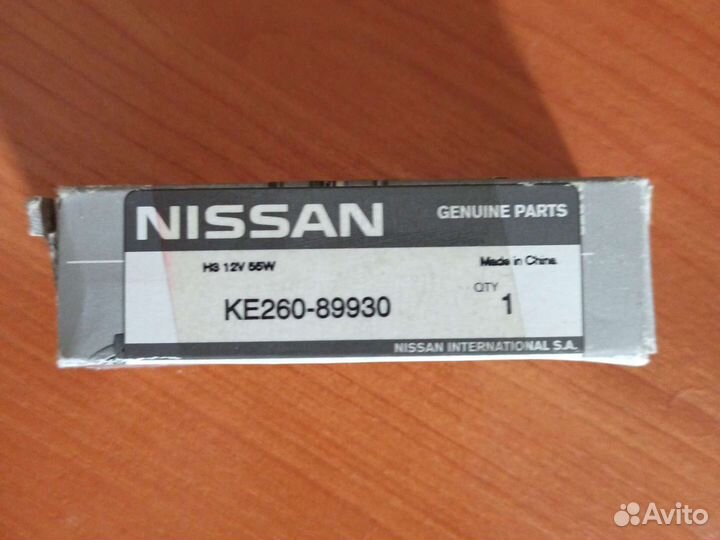 NISSAN GENUINE PARTS
H3 12V 55W Made in China
QTY
KE260-89930 1
NISSAN INTERNATIONAL S.A.
Avito